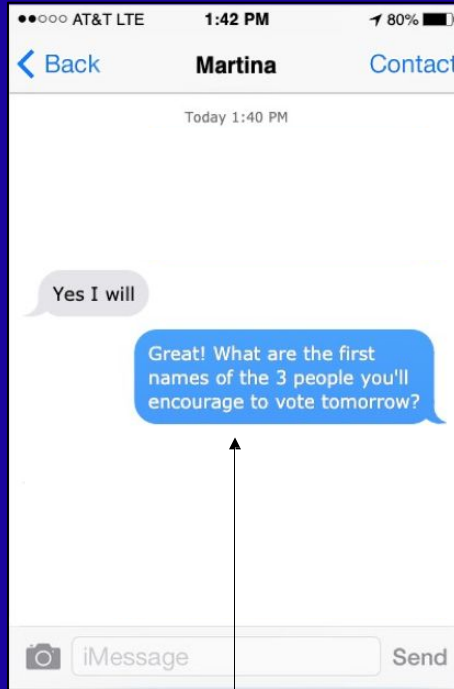 ●●○○○ AT&T LTE 1:42 PM 80%
Back Martina Contact
Today 1:40 PM
Yes I will
Great! What are the first
names of the 3 people you'll
encourage to vote tomorrow?
iMessage Send